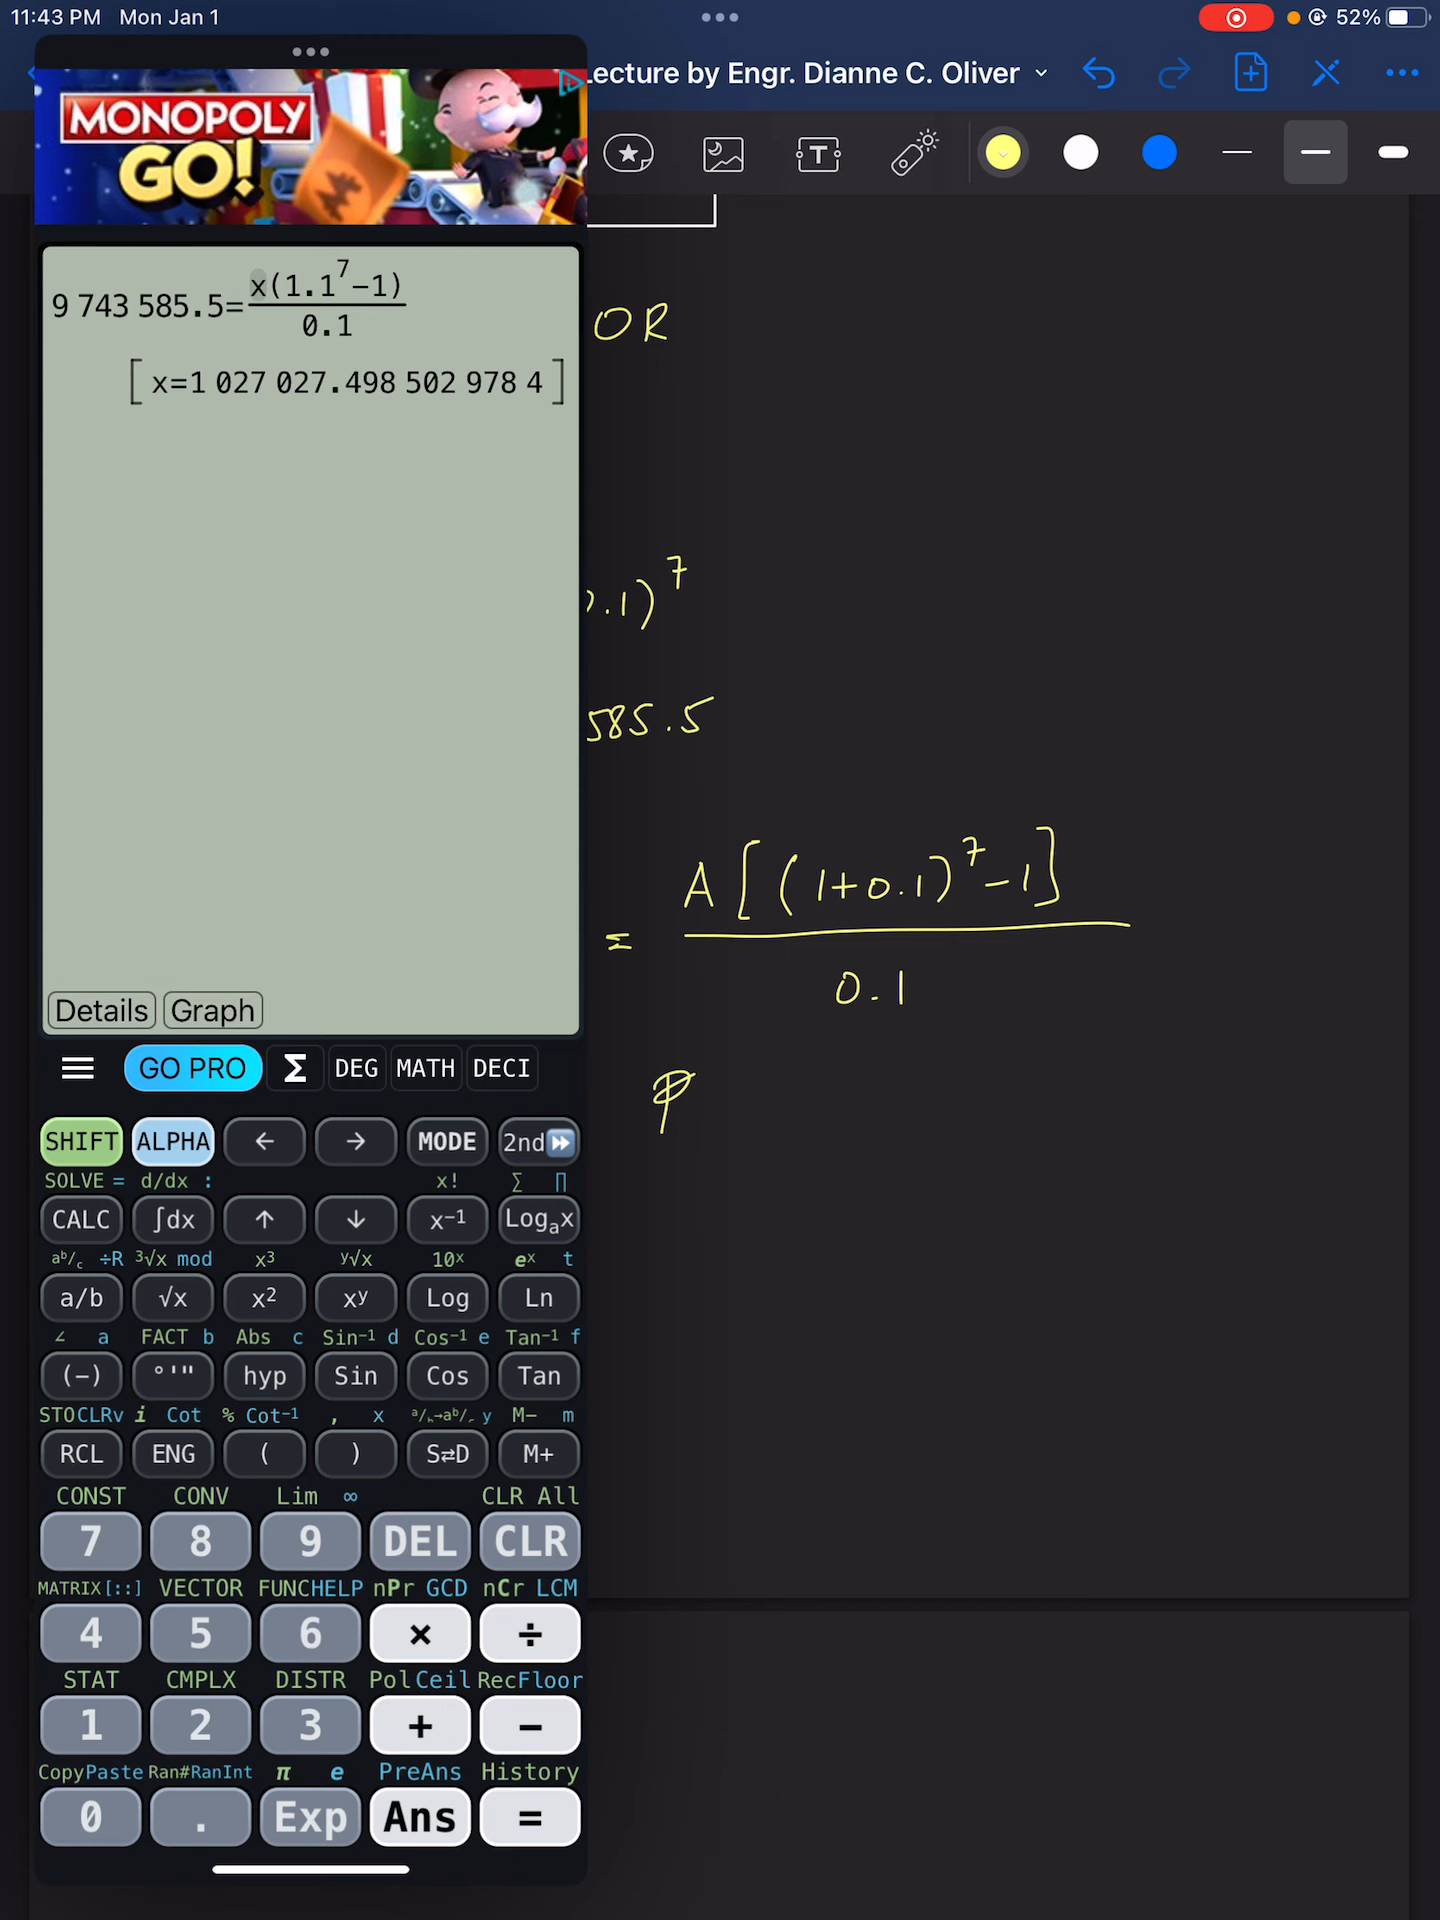 11:43 PM Mon Jan 1
52%
Lecture by Engr. Dianne C. Oliver
MONOPOLY
GO!
T
9 743 585.5=x(1.1^7-1)/0.1
[ x=1 027 027.498 502 978 4 ]
OR
.1)^7
585.5
= A[(1+0.1)^7-1]
0.1
₱
Details Graph
GO PRO Σ DEG MATH DECI
SHIFT ALPHA ← → MODE 2nd
SOLVE = d/dx : x! ∑ ∏
CALC ∫dx ↑ ↓ x⁻¹ Logₐx
aᵇ/c ÷R ³√x mod x³ ʸ√x 10ˣ eˣ t
a/b √x x² xʸ Log Ln
∠ a FACT b Abs c Sin⁻¹ d Cos⁻¹ e Tan⁻¹ f
(−) °'" hyp Sin Cos Tan
STO CLRv i Cot % Cot⁻¹ , x y M− m
RCL ENG ( ) S⇄D M+
CONST CONV Lim ∞ CLR All
7 8 9 DEL CLR
MATRIX [::] VECTOR FUNC HELP nPr GCD nCr LCM
4 5 6 × ÷
STAT CMPLX DISTR Pol Ceil Rec Floor
1 2 3 + −
Copy Paste Ran# RanInt π e PreAns History
0 . Exp Ans =